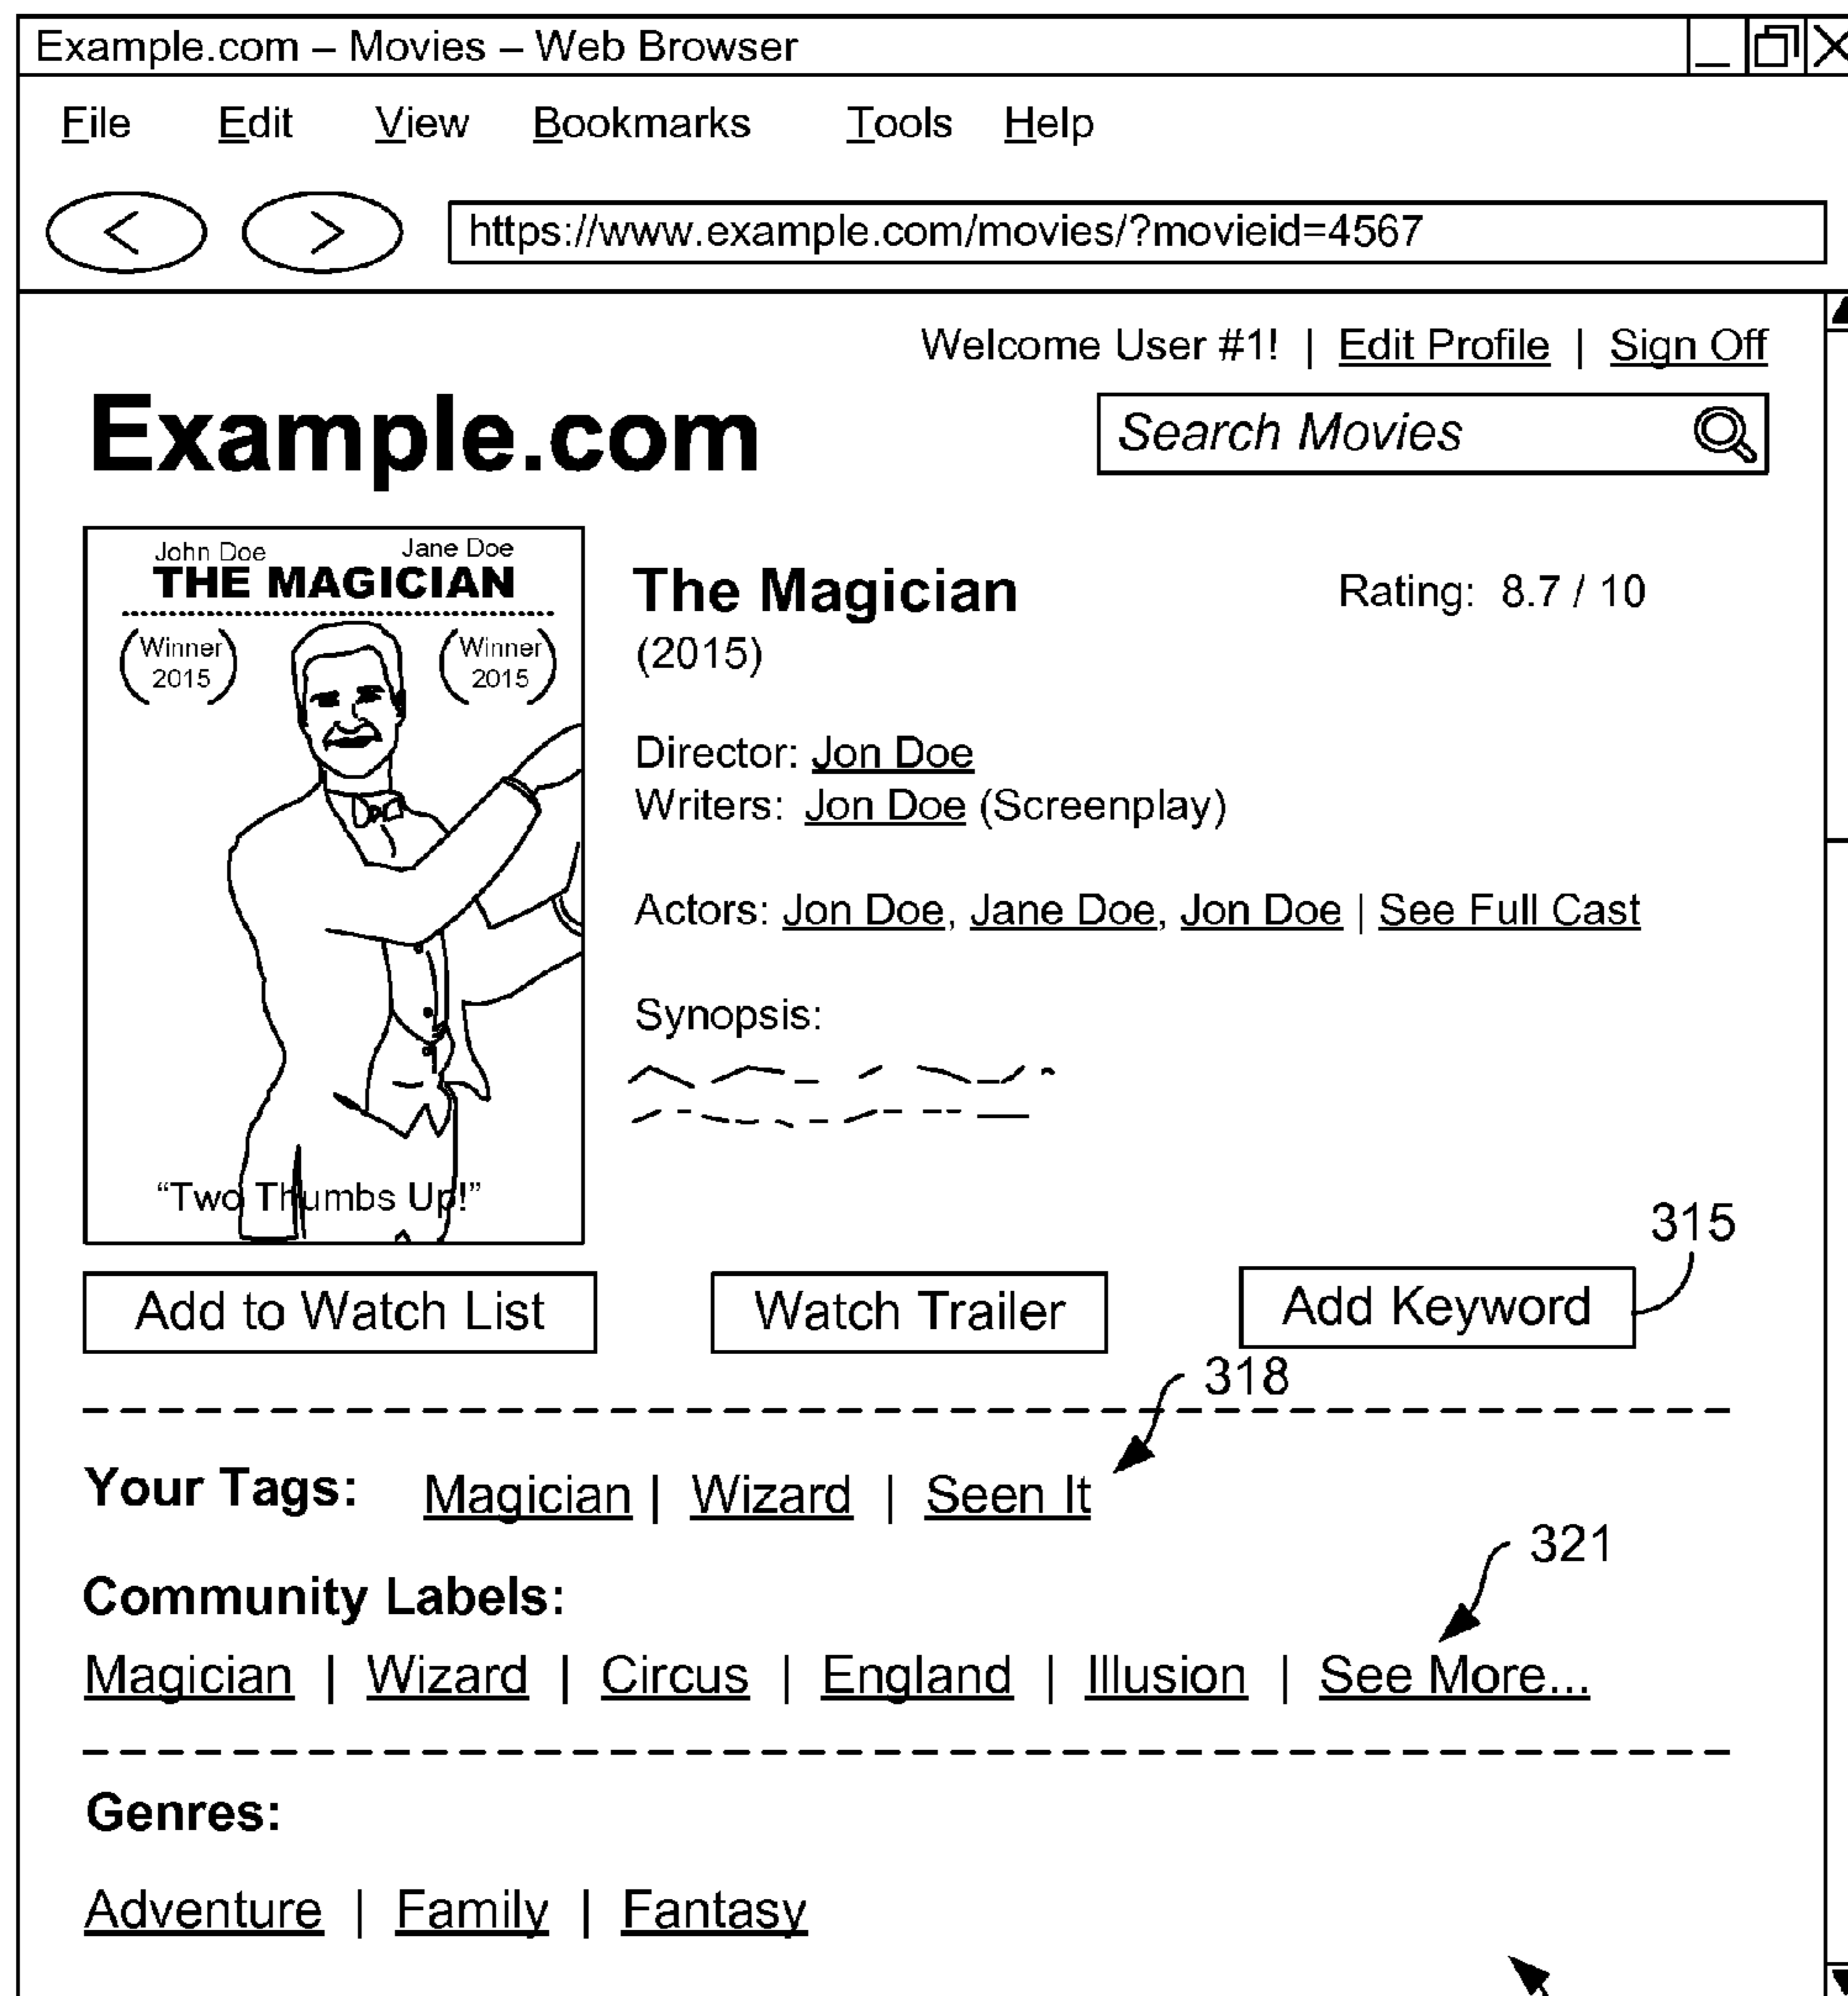 Example.com – Movies – Web Browser
File Edit View Bookmarks Tools Help
< > https://www.example.com/movies/?movieid=4567
Welcome User #1! | Edit Profile | Sign Off
Example.com
Search Movies
John Doe Jane Doe
THE MAGICIAN
Winner 2015
Winner 2015
“Two Thumbs Up!”
The Magician
Rating: 8.7 / 10
(2015)
Director: Jon Doe
Writers: Jon Doe (Screenplay)
Actors: Jon Doe, Jane Doe, Jon Doe | See Full Cast
Synopsis:
315
Add to Watch List
Watch Trailer
Add Keyword
318
Your Tags: Magician | Wizard | Seen It
321
Community Labels:
Magician | Wizard | Circus | England | Illusion | See More...
Genres:
Adventure | Family | Fantasy